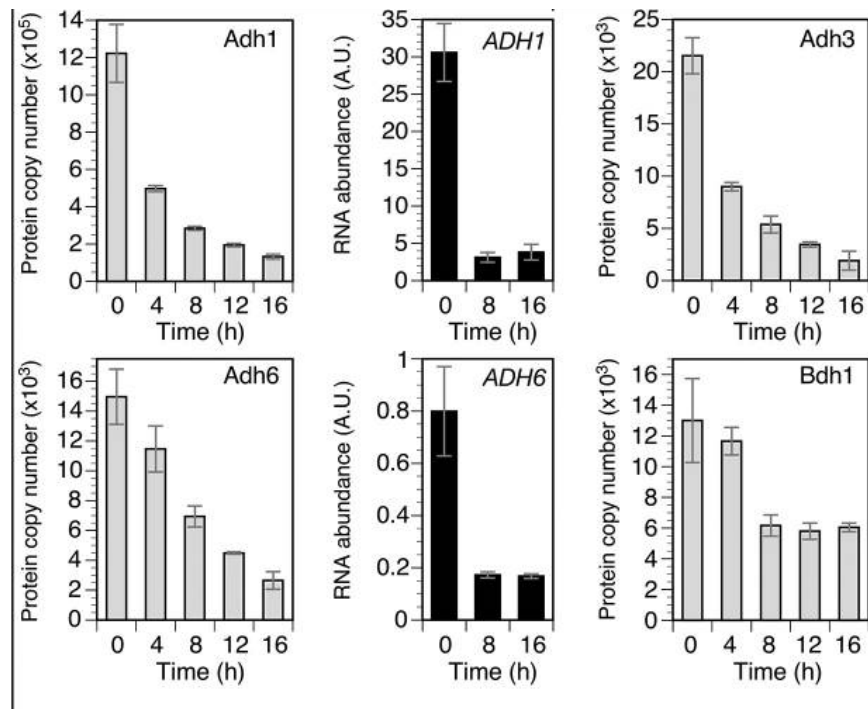 Protein copy number (x10⁵)
14
12
10
8
6
4
2
0
Adh1
0 4 8 12 16
Time (h)
RNA abundance (A.U.)
35
30
25
20
15
10
5
0
ADH1
0 8 16
Time (h)
Protein copy number (x10³)
25
20
15
10
5
0
Adh3
0 4 8 12 16
Time (h)
Protein copy number (x10³)
16
14
12
10
8
6
4
2
0
Adh6
0 4 8 12 16
Time (h)
RNA abundance (A.U.)
1
0.8
0.6
0.4
0.2
0
ADH6
0 8 16
Time (h)
Protein copy number (x10³)
16
14
12
10
8
6
4
2
0
Bdh1
0 4 8 12 16
Time (h)